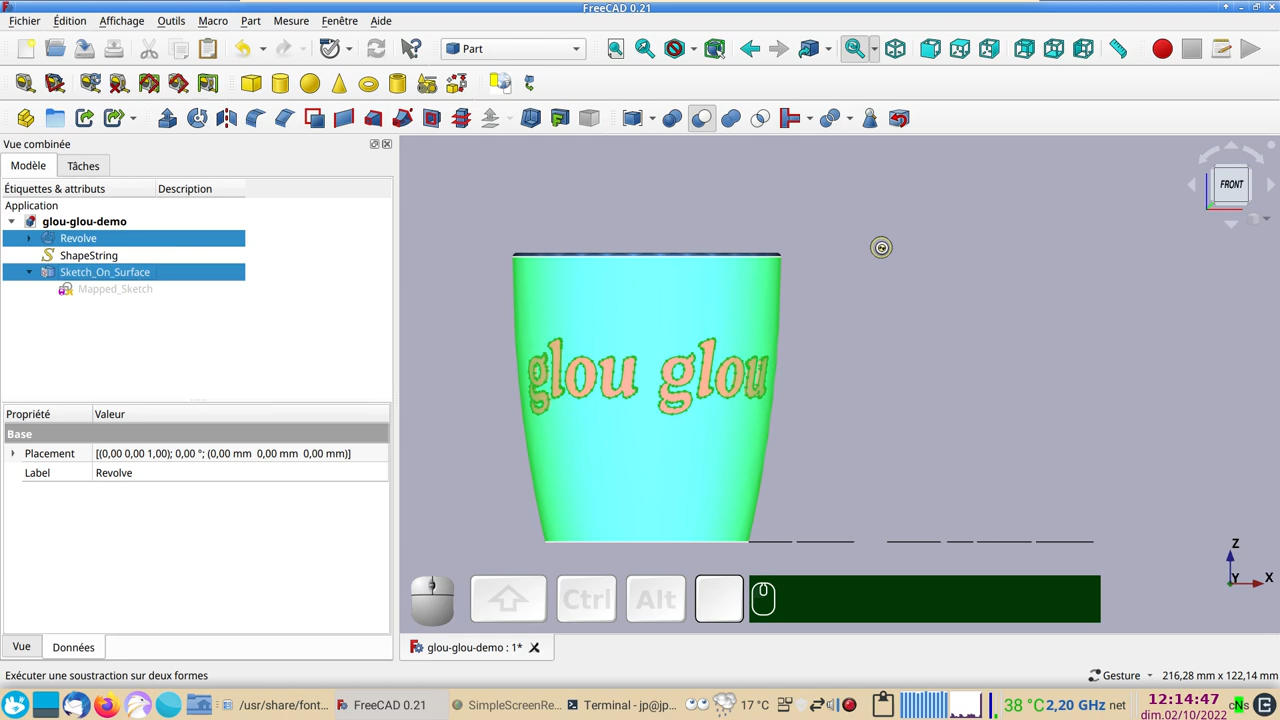 FreeCAD 0.21
Fichier Édition Affichage Outils Macro Part Mesure Fenêtre Aide
Part
Vue combinée
Modèle Tâches
Étiquettes & attributs Description
Application
glou-glou-demo
Revolve
ShapeString
Sketch_On_Surface
Mapped_Sketch
FRONT
glou glou
Propriété Valeur
Base
Placement [(0,00 0,00 1,00); 0,00 °; (0,00 mm 0,00 mm 0,00 mm)]
Label Revolve
Z
Y X
Ctrl Alt
Vue Données
glou-glou-demo : 1*
Exécuter une soustraction sur deux formes
Gesture 216,28 mm x 122,14 mm
/usr/share/font... FreeCAD 0.21 SimpleScreenRe... Terminal - jp@jp... 17 °C 38 °C 2,20 GHz net 12:14:47
dim.02/10/2022